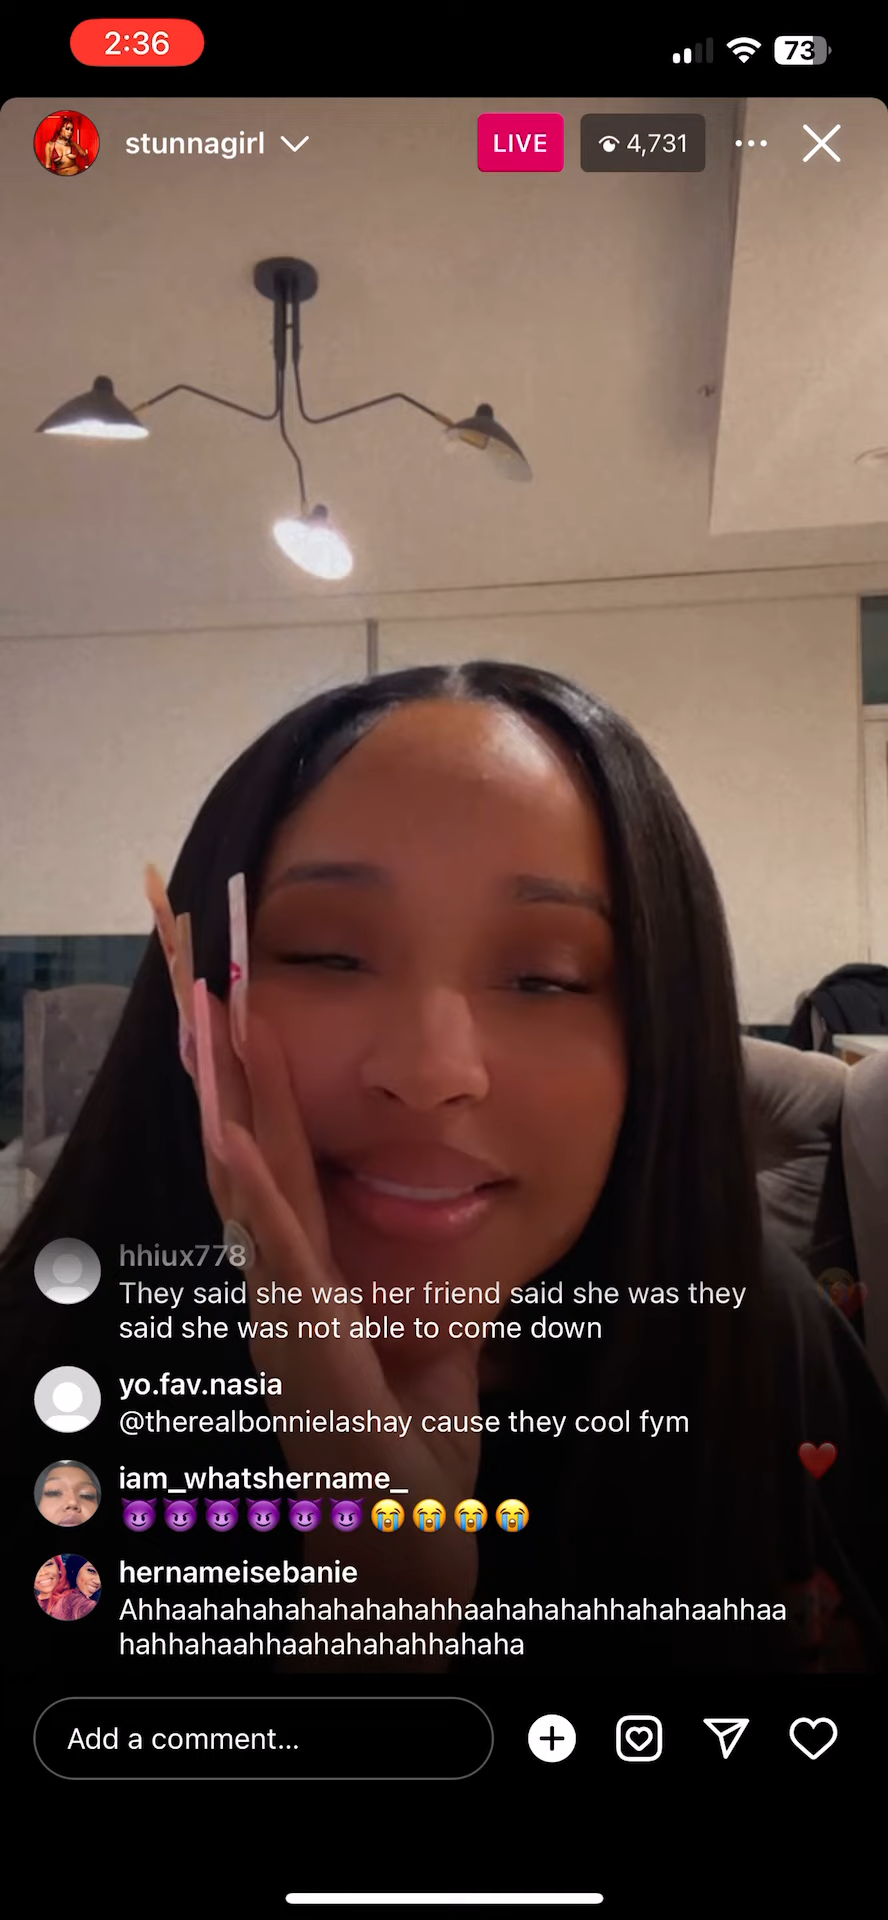 2:36
73
stunnagirl
LIVE
4,731
hhiux778
They said she was her friend said she was they
said she was not able to come down
yo.fav.nasia
@therealbonnielashay cause they cool fym
iam_whatshername_
😈😈😈😈😈😈😭😭😭😭
hernameisebanie
Ahhaahahahahahahahahhaahahahahhahahaahhaa
hahhahaahhaahahahahhahaha
Add a comment...